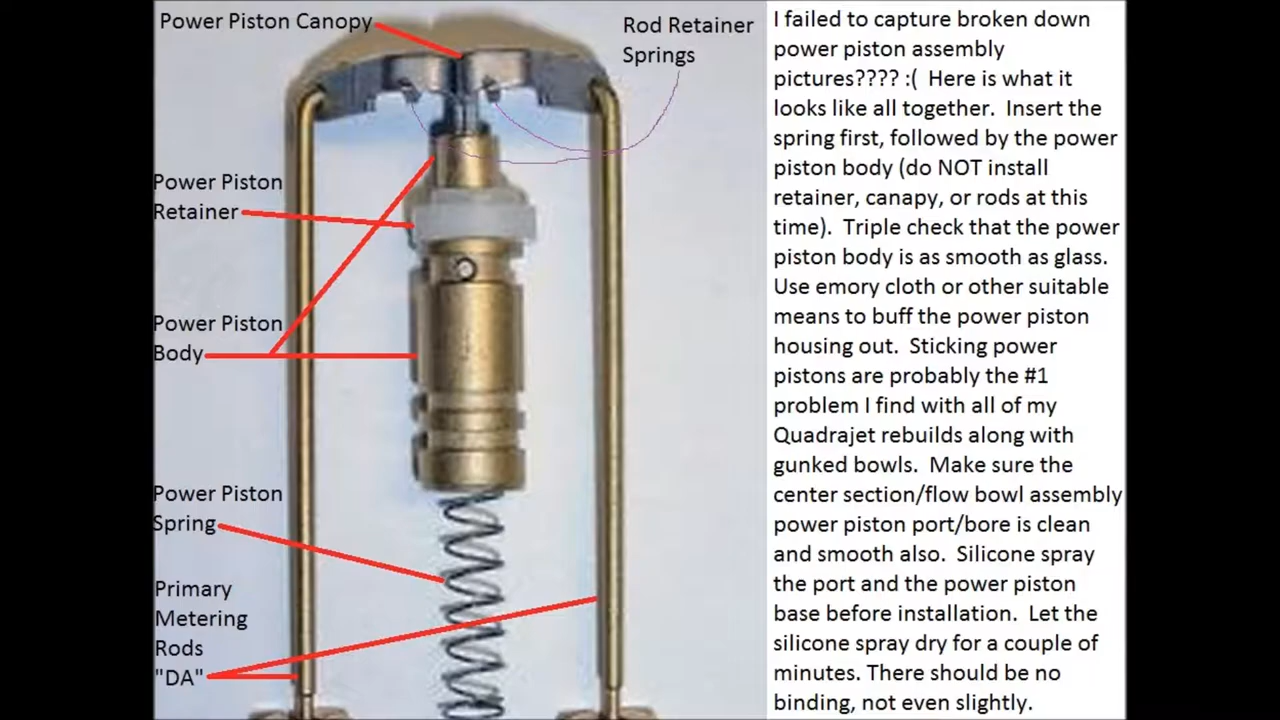 Power Piston Canopy
Rod Retainer
Springs
Power Piston
Retainer
Power Piston
Body
Power Piston
Spring
Primary
Metering
Rods
"DA"
I failed to capture broken down
power piston assembly
pictures???? :(  Here is what it
looks like all together.  Insert the
spring first, followed by the power
piston body (do NOT install
retainer, canapy, or rods at this
time).  Triple check that the power
piston body is as smooth as glass.
Use emory cloth or other suitable
means to buff the power piston
housing out.  Sticking power
pistons are probably the #1
problem I find with all of my
Quadrajet rebuilds along with
gunked bowls.  Make sure the
center section/flow bowl assembly
power piston port/bore is clean
and smooth also.  Silicone spray
the port and the power piston
base before installation.  Let the
silicone spray dry for a couple of
minutes. There should be no
binding, not even slightly.